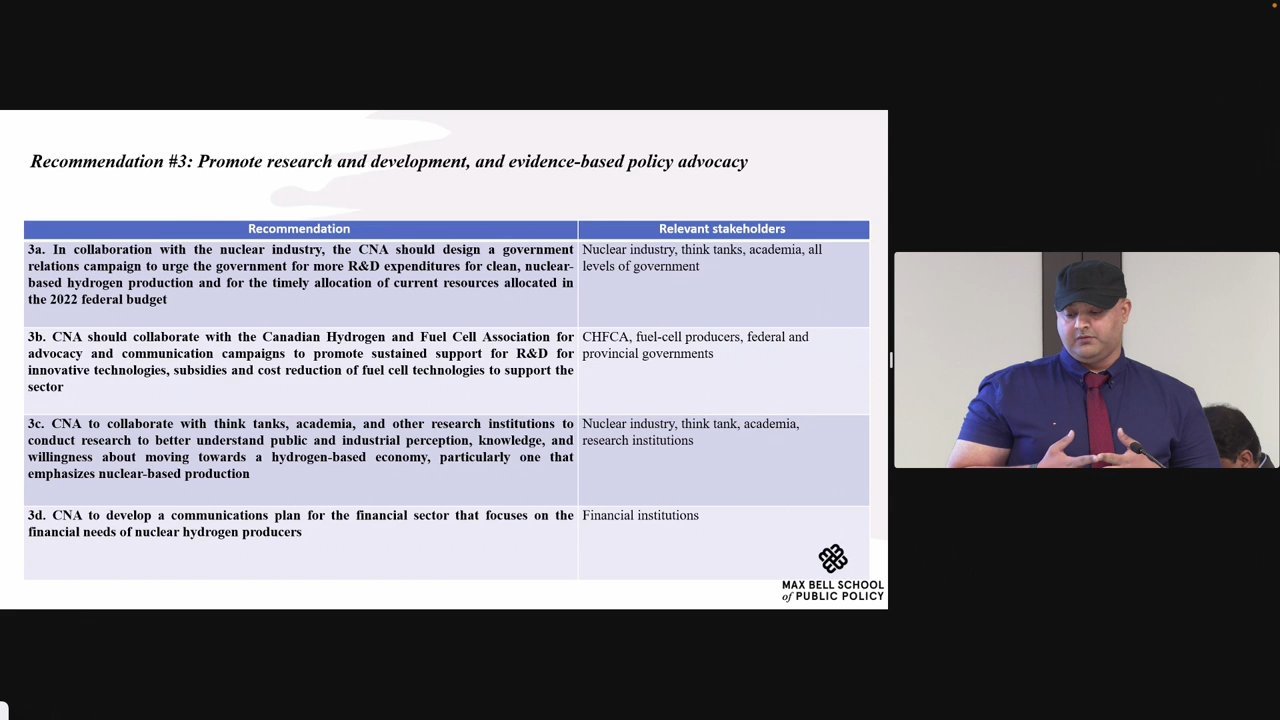 Recommendation #3: Promote research and development, and evidence-based policy advocacy
Recommendation
Relevant stakeholders
3a. In collaboration with the nuclear industry, the CNA should design a government
relations campaign to urge the government for more R&D expenditures for clean, nuclear-
based hydrogen production and for the timely allocation of current resources allocated in
the 2022 federal budget
Nuclear industry, think tanks, academia, all
levels of government
3b. CNA should collaborate with the Canadian Hydrogen and Fuel Cell Association for
advocacy and communication campaigns to promote sustained support for R&D for
innovative technologies, subsidies and cost reduction of fuel cell technologies to support the
sector
CHFCA, fuel-cell producers, federal and
provincial governments
3c. CNA to collaborate with think tanks, academia, and other research institutions to
conduct research to better understand public and industrial perception, knowledge, and
willingness about moving towards a hydrogen-based economy, particularly one that
emphasizes nuclear-based production
Nuclear industry, think tank, academia,
research institutions
3d. CNA to develop a communications plan for the financial sector that focuses on the
financial needs of nuclear hydrogen producers
Financial institutions
MAX BELL SCHOOL
of PUBLIC POLICY